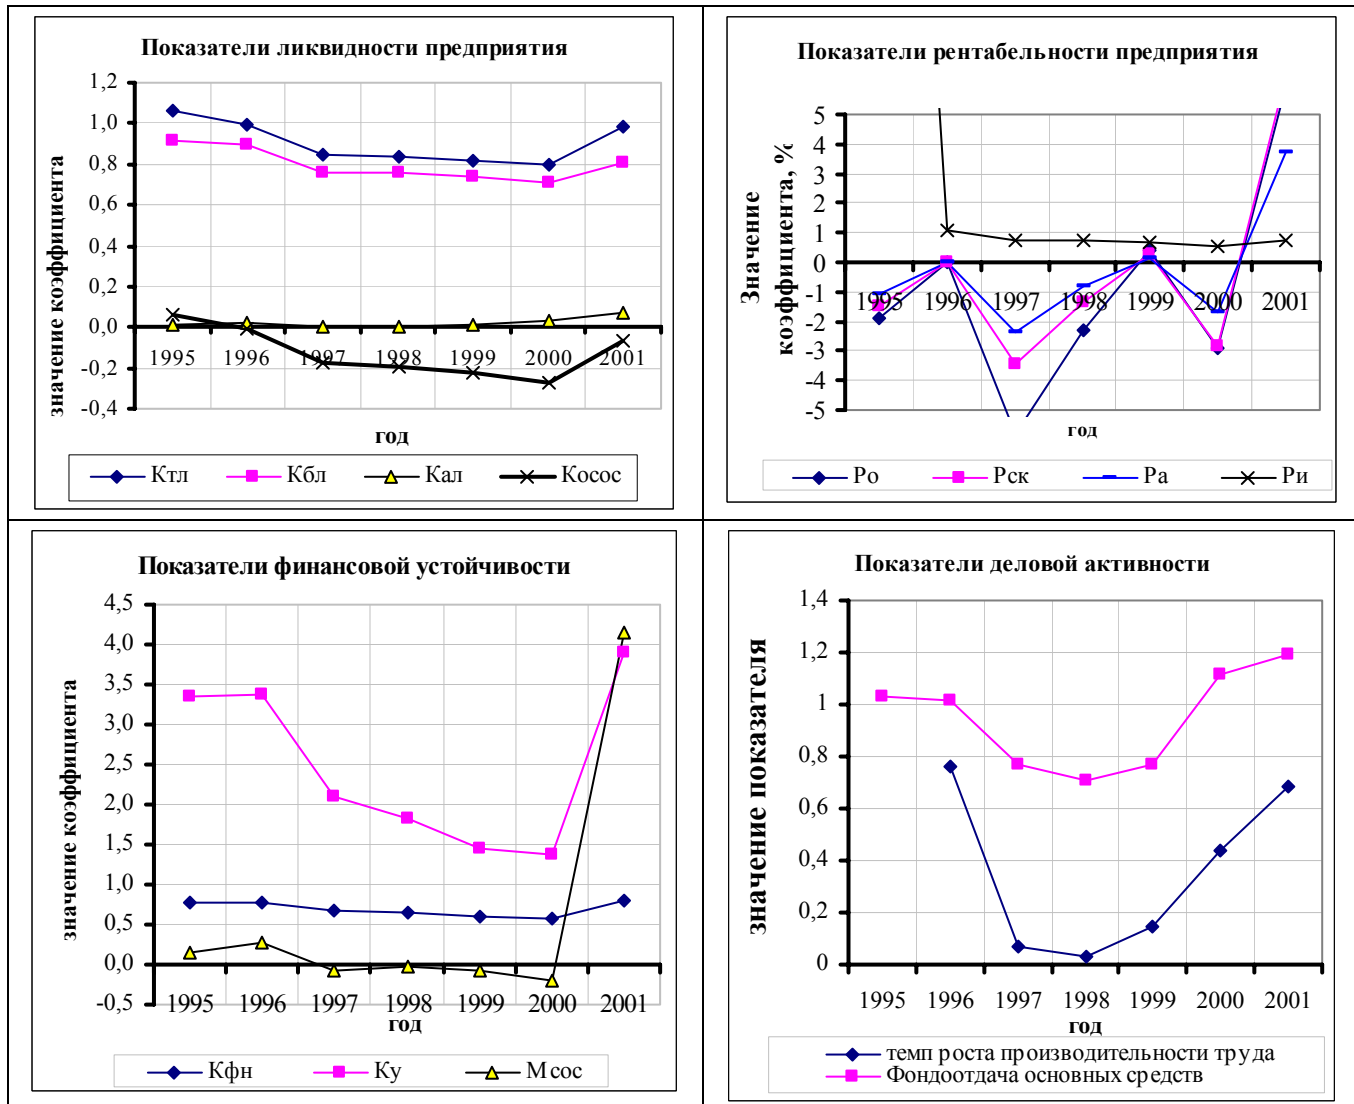 Показатели ликвидности предприятия
1,2
1,0
0,8
0,6
0,4
0,2
0,0
-0,2
-0,4
значение коэффициента
1995 1996 1997 1998 1999 2000 2001
год
Ктл Кбл Кал Косос
Показатели рентабельности предприятия
5
4
3
2
1
0
-1
-2
-3
-4
-5
Значение
коэффициента, %
1995 1996 1997 1998 1999 2000 2001
год
Ро Рск Ра Ри
Показатели финансовой устойчивости
4,5
4,0
3,5
3,0
2,5
2,0
1,5
1,0
0,5
0,0
-0,5
значение коэффициента
1995 1996 1997 1998 1999 2000 2001
год
Кфн Ку Мсос
Показатели деловой активности
1,4
1,2
1
0,8
0,6
0,4
0,2
0
значение показателя
1995 1996 1997 1998 1999 2000 2001
год
темп роста производительности труда
Фондоотдача основных средств